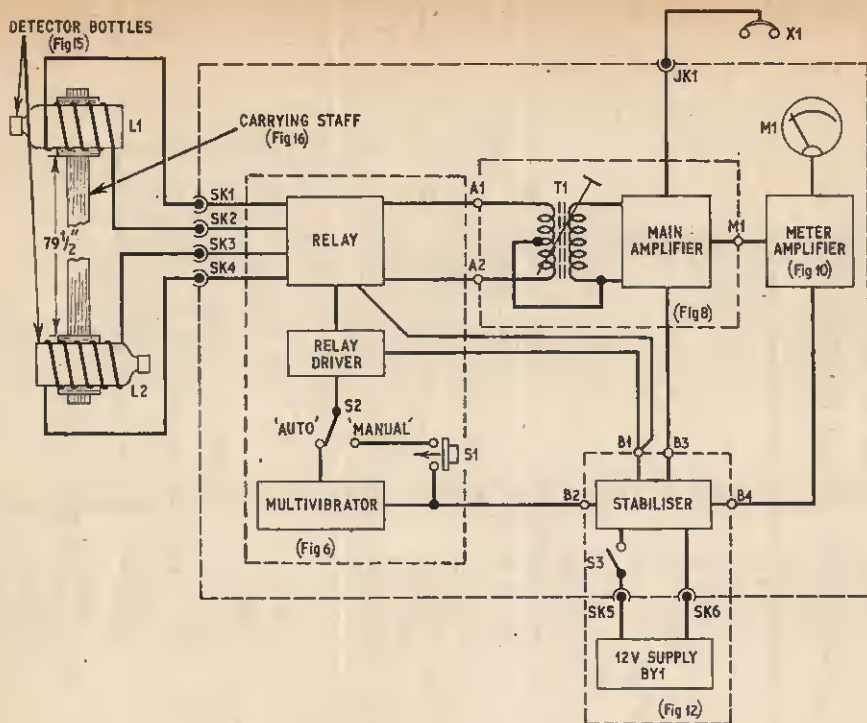 DETECTOR BOTTLES
(Fig 15)
X1
JK1
L1
CARRYING STAFF
(Fig 16)
M1
SK1
SK2
SK3
SK4
RELAY
A1
A2
T1
MAIN
AMPLIFIER
M1
METER
AMPLIFIER
(Fig 10)
79 1/2"
(Fig 8)
RELAY
DRIVER
L2
S2
'AUTO'
'MANUAL'
S1
B1
B3
MULTIVIBRATOR
B2
STABILISER
B4
(Fig 6)
S3
SK5
SK6
12V SUPPLY
BY1
(Fig 12)